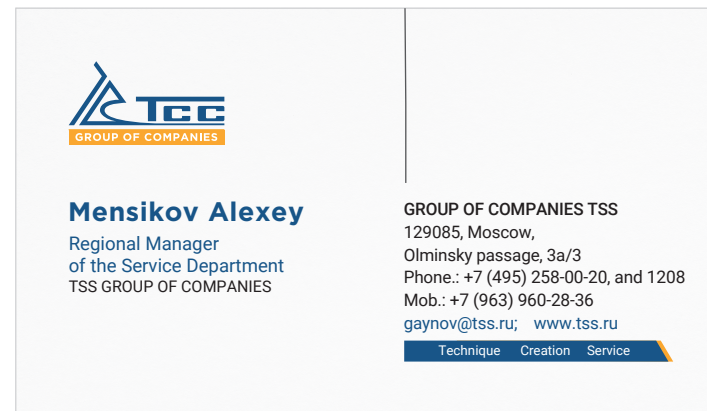 TCC
GROUP OF COMPANIES
Mensikov Alexey
Regional Manager
of the Service Department
TSS GROUP OF COMPANIES
GROUP OF COMPANIES TSS
129085, Moscow,
Olminsky passage, 3a/3
Phone.: +7 (495) 258-00-20, and 1208
Mob.: +7 (963) 960-28-36
gaynov@tss.ru; www.tss.ru
Technique Creation Service